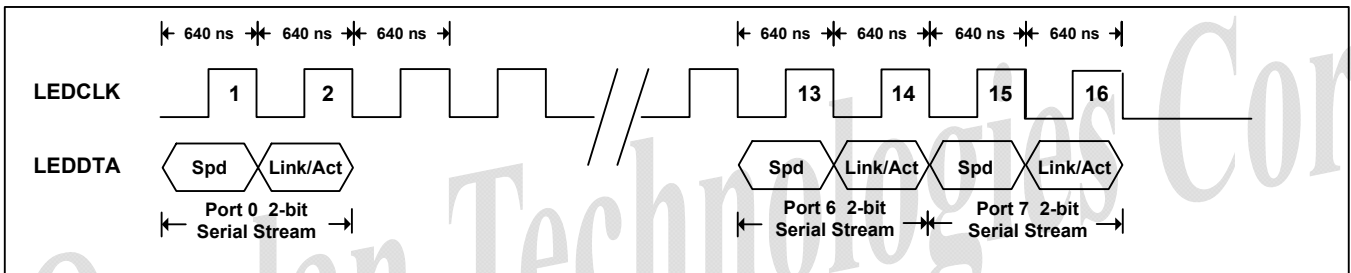 640 ns 640 ns 640 ns 640 ns 640 ns 640 ns 640 ns
LEDCLK 1 2 13 14 15 16
LEDDTA Spd Link/Act Spd Link/Act Spd Link/Act
Port 0 2-bit Port 6 2-bit Port 7 2-bit
Serial Stream Serial Stream Serial Stream
Technologies